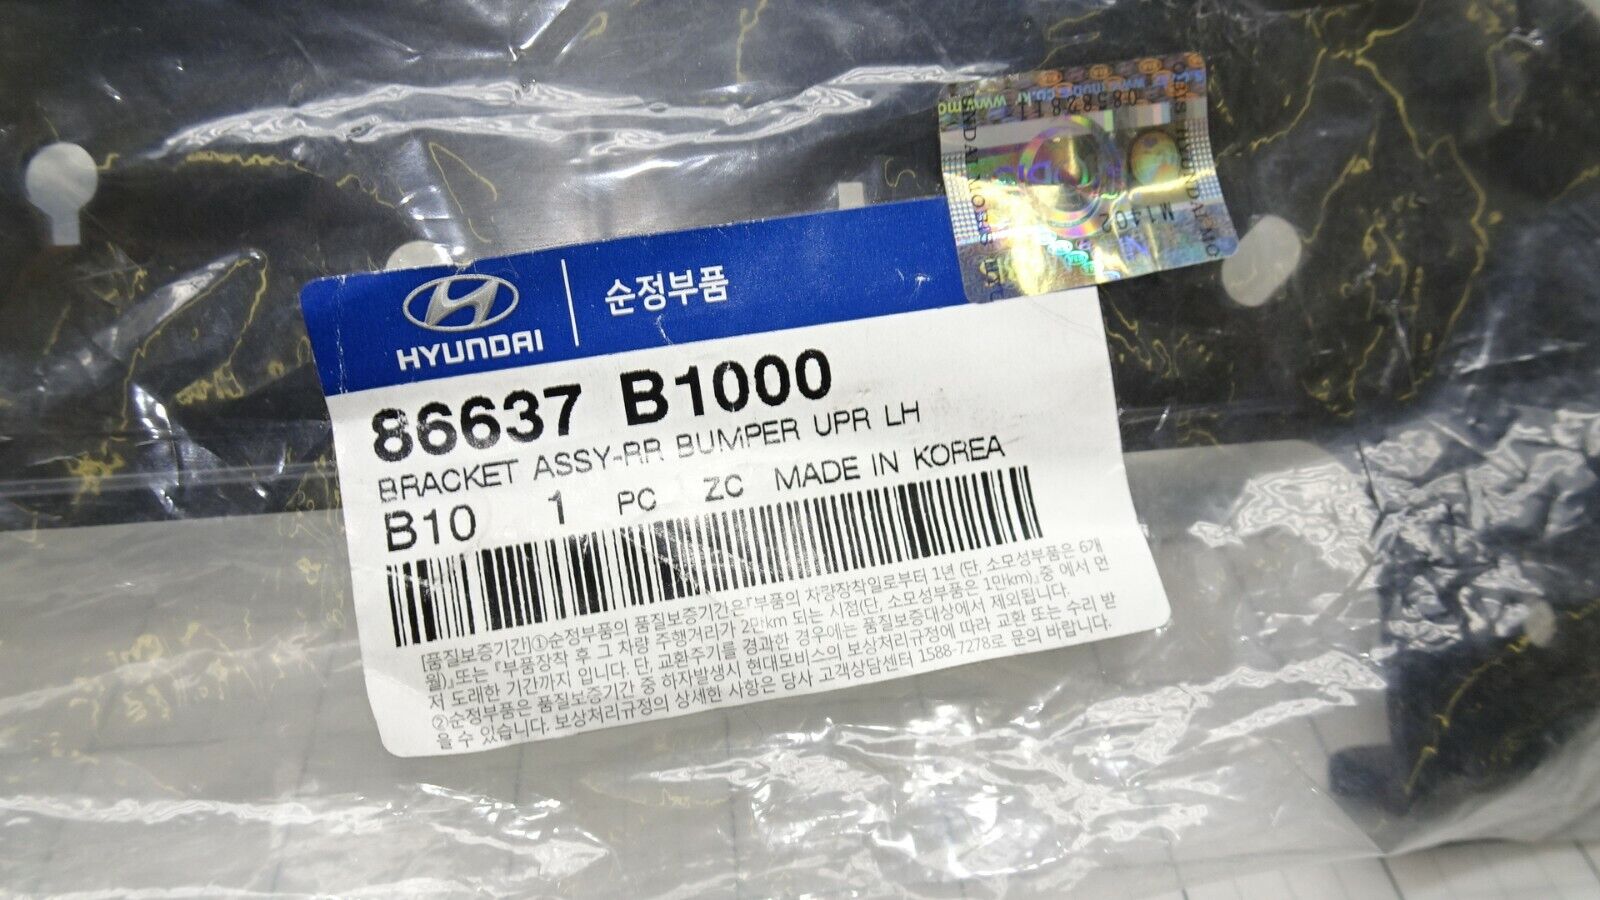 HYUNDAI
순정부품
86637 B1000
BRACKET ASSY-RR BUMPER UPR LH
B10 1 PC ZC MADE IN KOREA
[품질보증기간]①순정부품의 품질보증기간은『부품의 차량장착일로부터 1년 (단, 소모성부품은 6개
월), 또는 『부품장착 후 그 차량 주행거리가 2만km 되는 시점(단, 소모성부품은 1만km)』중 에서 먼
저 도래한 기간까지 입니다. 단, 교환주기를 경과한 경우에는 품질보증대상에서 제외됩니다.
②순정부품은 품질보증기간 중 하자발생시 현대모비스의 보상처리규정에 따라 교환 또는 수리 받
을 수 있습니다. 보상처리규정의 상세한 사항은 당사 고객상담센터 1588-7278로 문의 바랍니다.
M1402